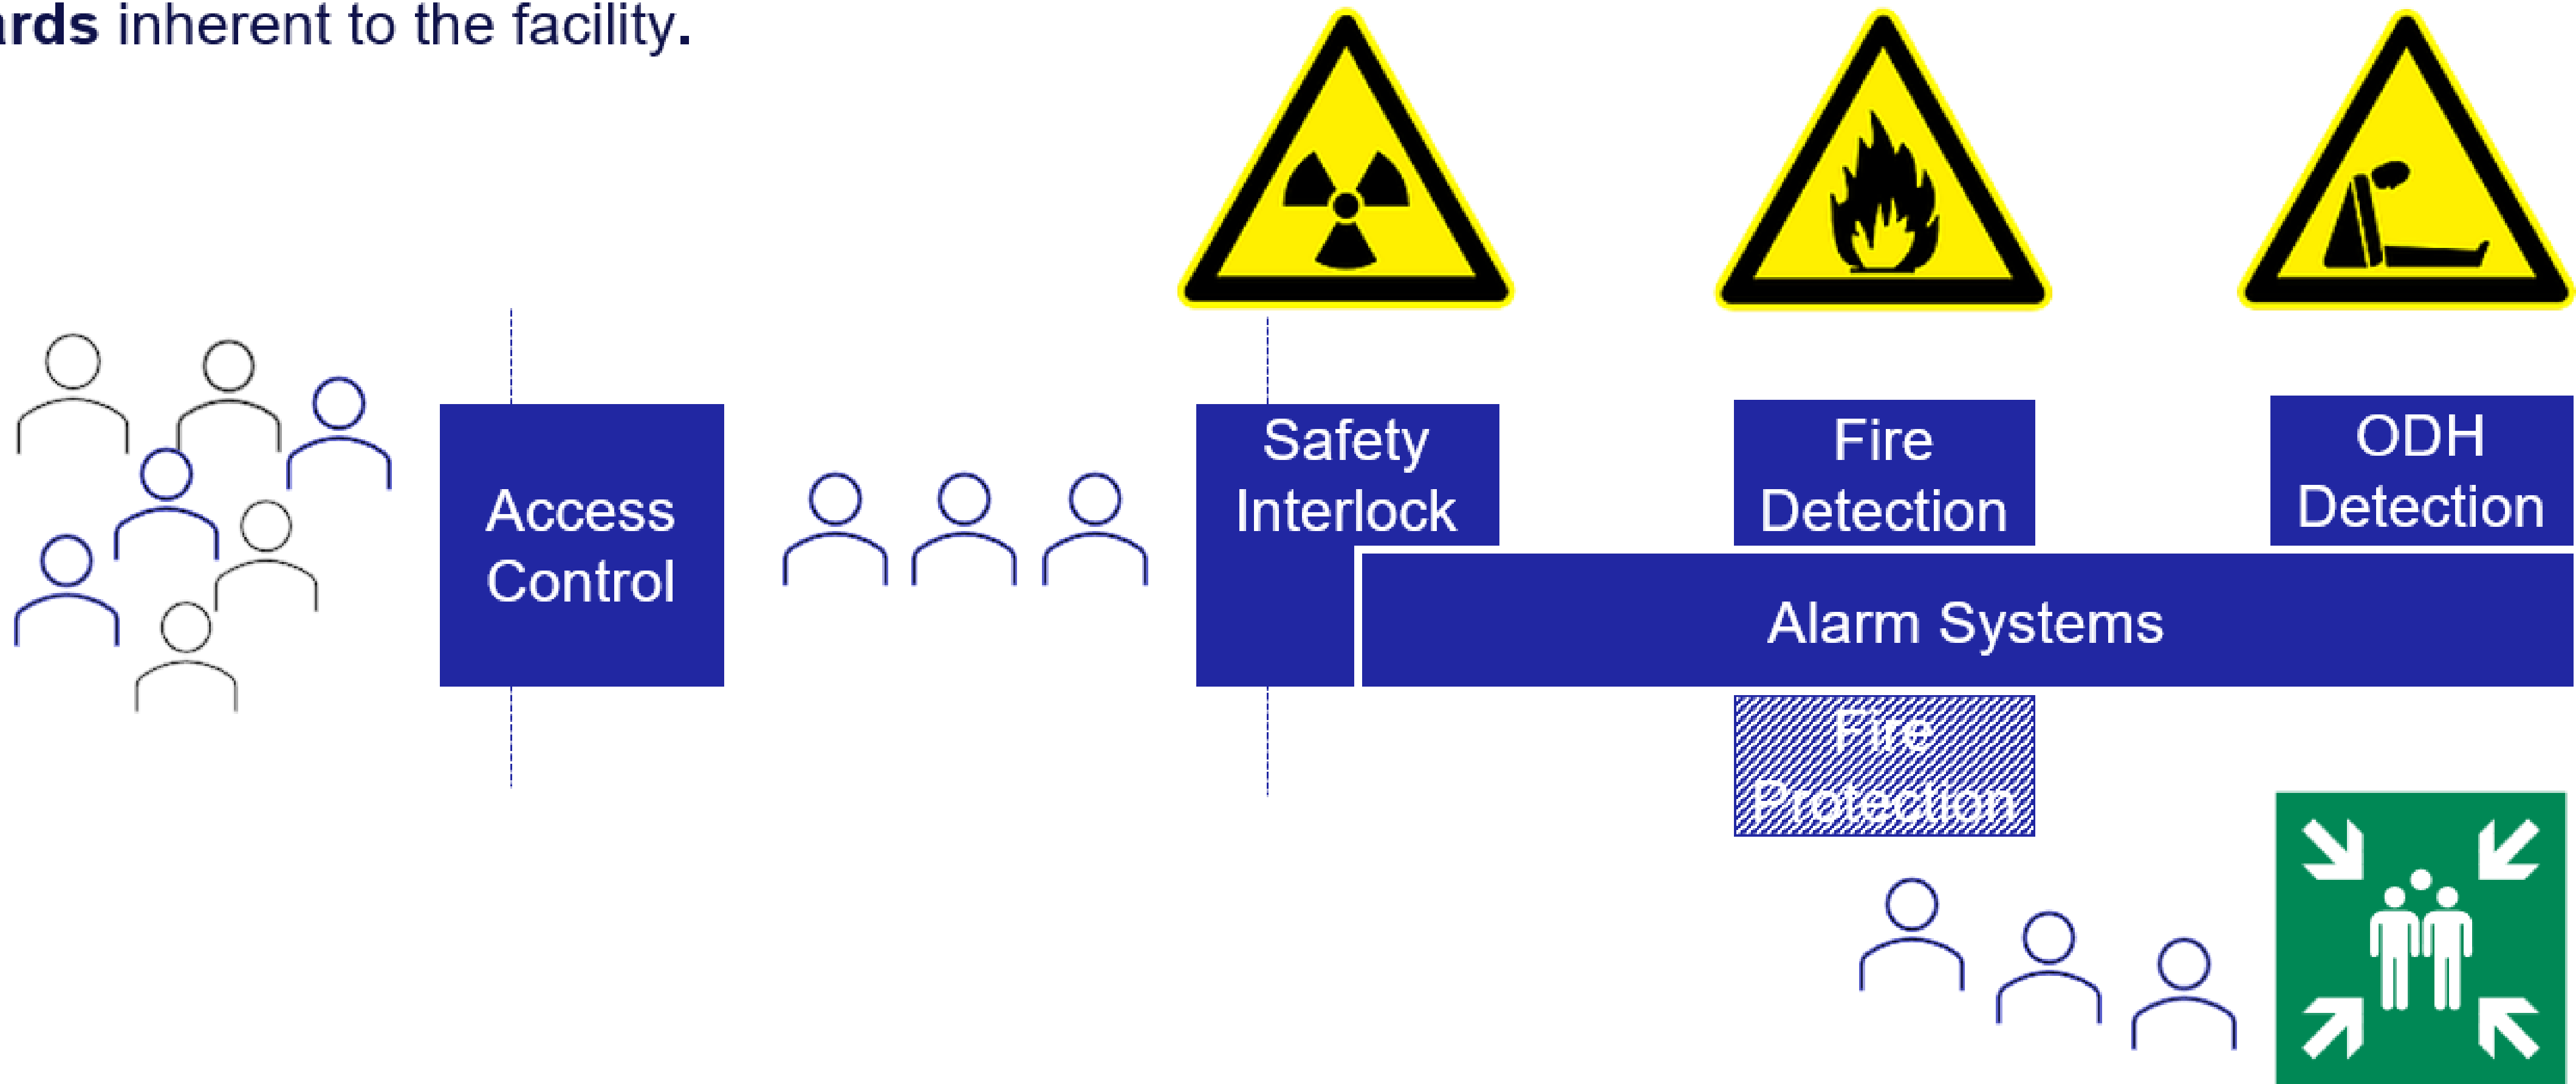 ards inherent to the facility.
Access
Control
Safety
Interlock
Fire
Detection
ODH
Detection
Alarm Systems
Fire
Protection